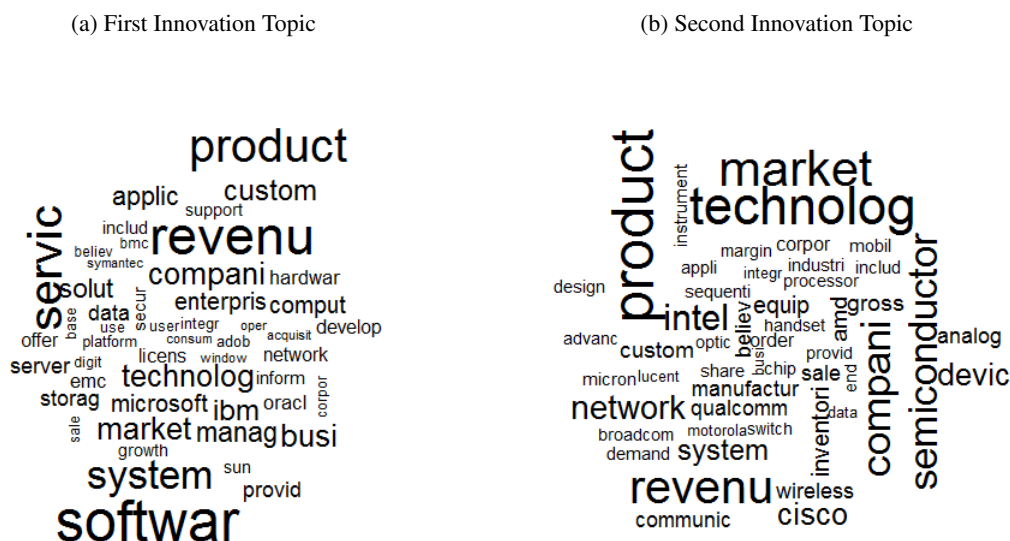 (a) First Innovation Topic
product
applic
custom
support
includ
bmc
revenu
believ
symantec
servic
compani
hardwar
solut
secur
enterpris
comput
data
base
use
user
integr
oper
acquisit
develop
offer
platform
consum
adob
server
digit
licens
window
network
emc
technolog
inform
storag
microsoft
ibm
oracl
corpor
sale
market
manag
busi
growth
system
sun
provid
softwar
(b) Second Innovation Topic
product
instrument
market
technolog
margin
corpor
mobil
appli
integr
industri
includ
processor
design
sequenti
intel
believ
equip
amd
gross
semiconductor
handset
advanc
custom
optic
busi
order
provid
compani
analog
micron
lucent
share
chip
sale
end
devic
manufactur
network
qualcomm
inventori
data
broadcom
motorola
switch
demand
system
revenu
wireless
communic
cisco